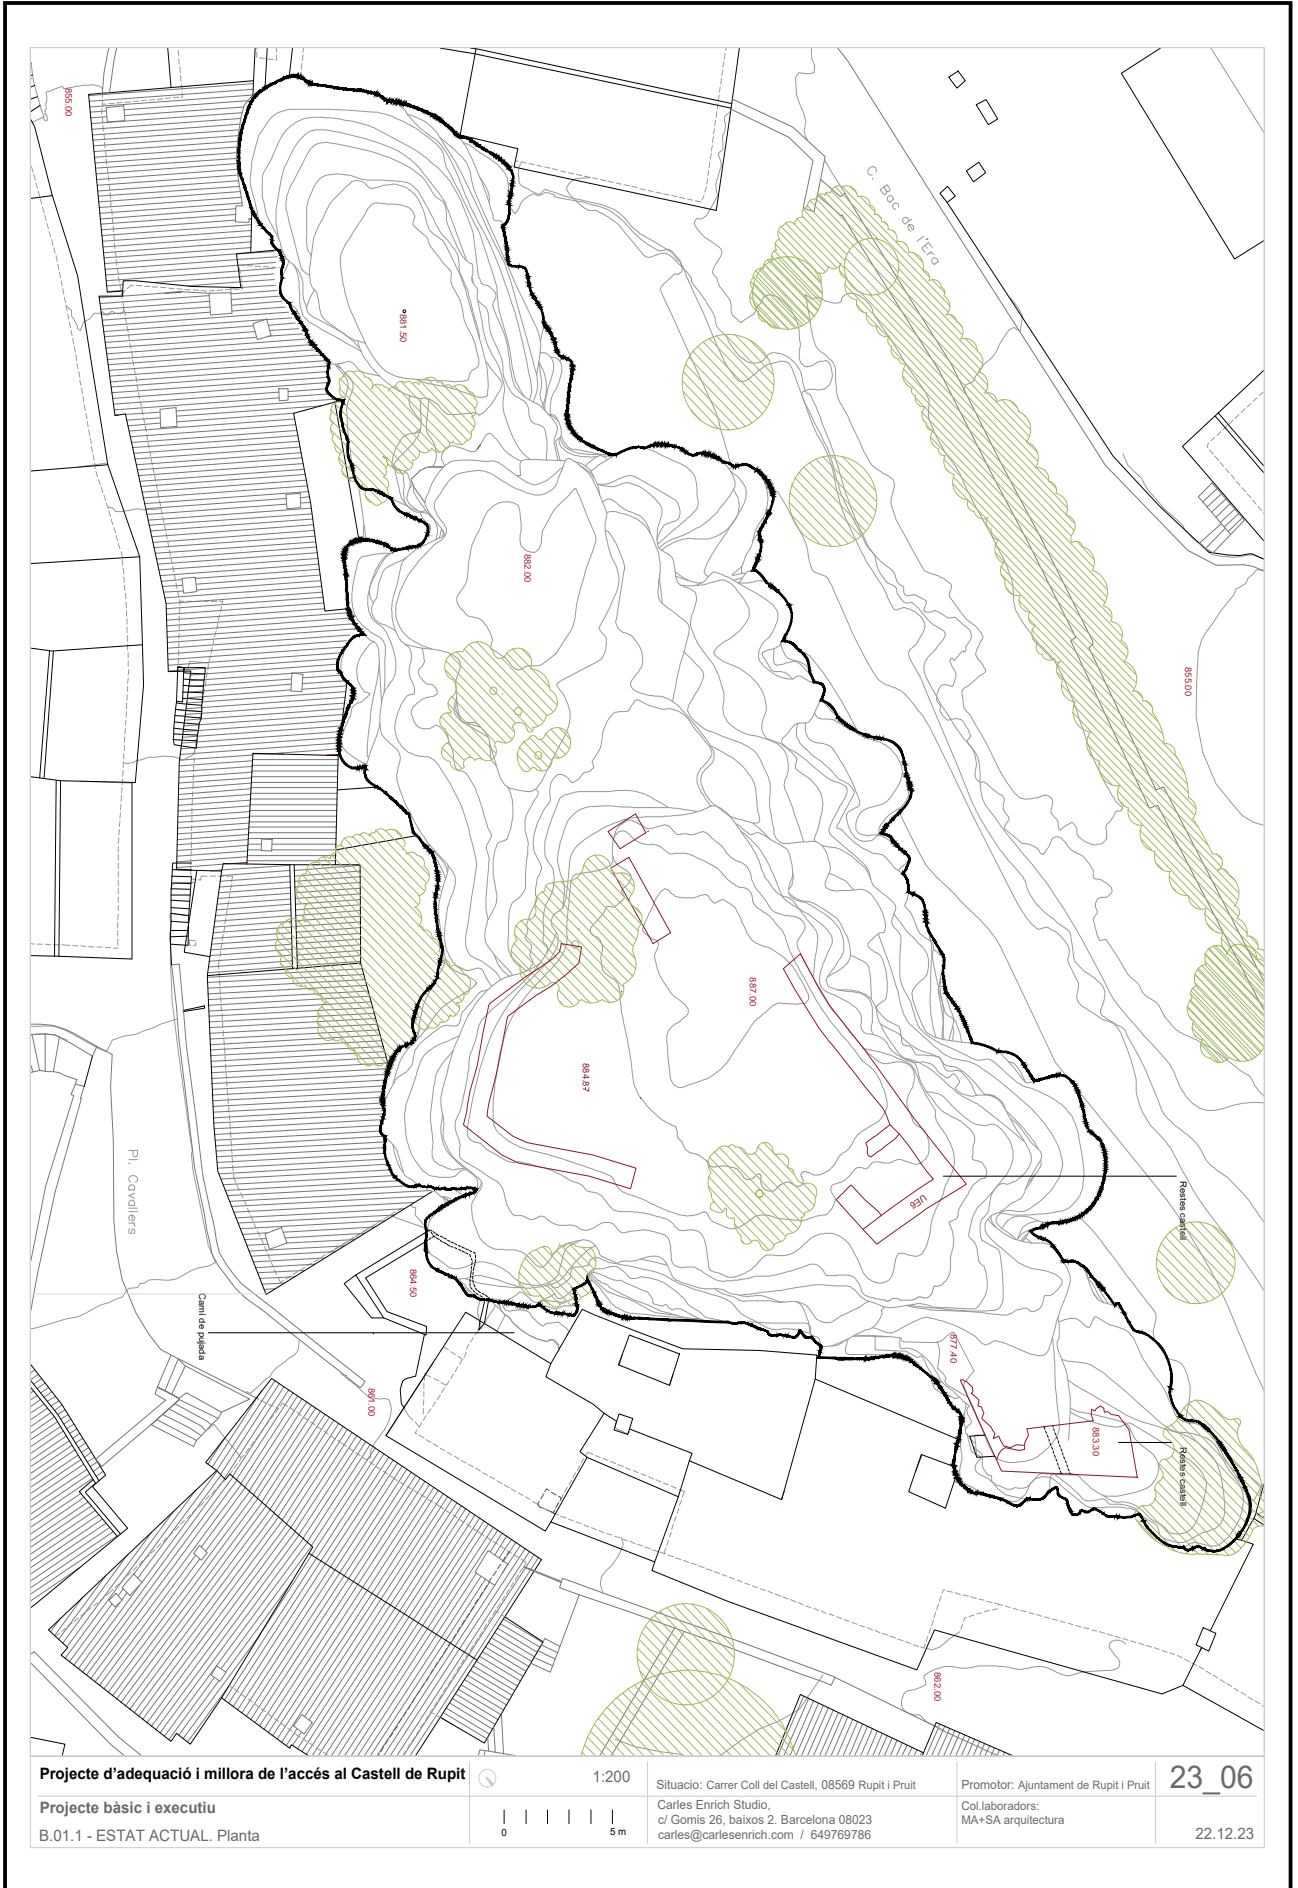 855.00
C. Bac de l'Era
881.50
882.00
855.00
887.00
884.87
UE6
Restes castell
Pl. Cavallers
864.50
Camí de pujada
877.40
861.00
883.30
Restes castell
862.00
Projecte d'adequació i millora de l'accés al Castell de Rupit
1:200
Situacio: Carrer Coll del Castell, 08569 Rupit i Pruit
Promotor: Ajuntament de Rupit i Pruit
23_06
Projecte bàsic i executiu
Carles Enrich Studio,
c/ Gomis 26, baixos 2. Barcelona 08023
carles@carlesenrich.com / 649769786
Col.laboradors:
MA+SA arquitectura
B.01.1 - ESTAT ACTUAL. Planta
0
5 m
22.12.23